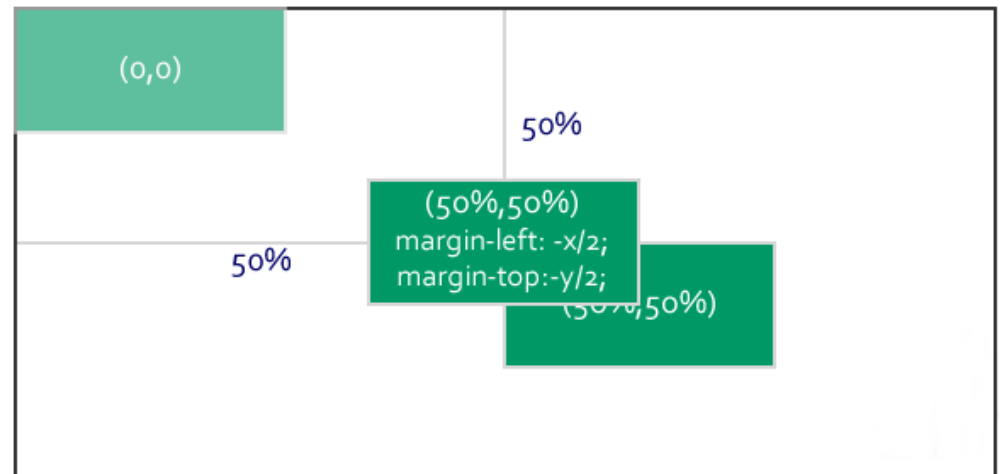 (0,0)
50%
(50%,50%)
margin-left: -x/2;
margin-top:-y/2;
50%
(50%,50%)